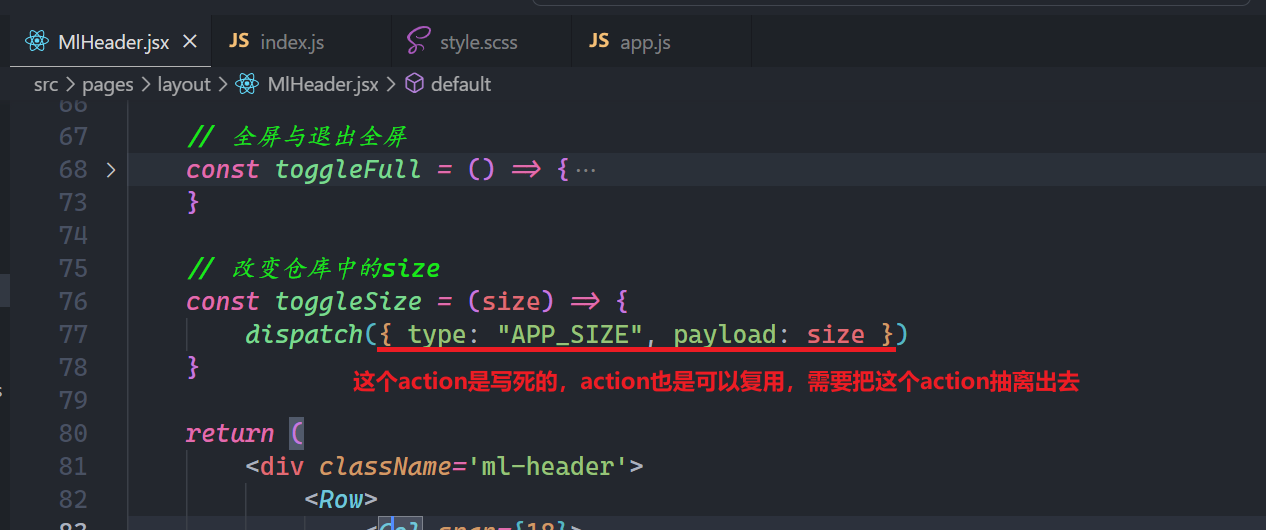 MlHeader.jsx JS index.js style.scss JS app.js
src > pages > layout > MlHeader.jsx > default
66
67 // 全屏与退出全屏
68 > const toggleFull = () => { ···
73 }
74
75 // 改变仓库中的size
76 const toggleSize = (size) => {
77 dispatch({ type: "APP_SIZE", payload: size })
78 }
这个action是写死的，action也是可以复用，需要把这个action抽离出去
79
80 return (
81 <div className='ml-header'>
82 <Row>
83 <Col span={18}>